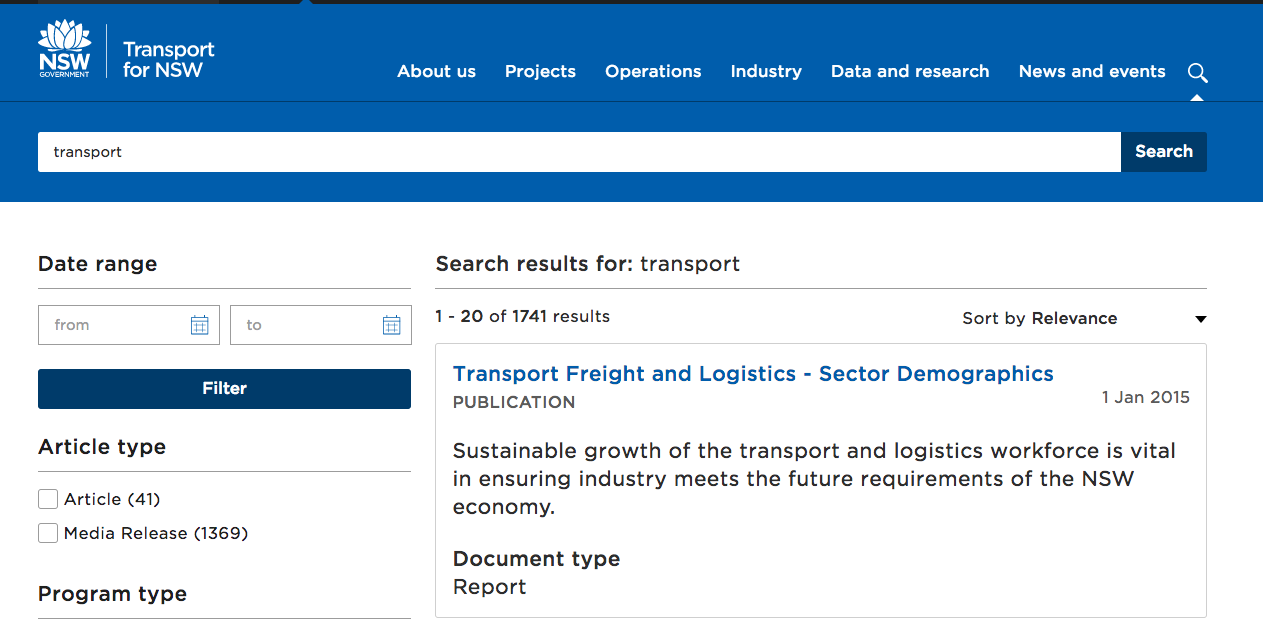 NSW
GOVERNMENT
Transport
for NSW
About us
Projects
Operations
Industry
Data and research
News and events
transport
Search
Date range
from
to
Filter
Article type
Article (41)
Media Release (1369)
Program type
Search results for: transport
1 - 20 of 1741 results
Sort by Relevance
Transport Freight and Logistics - Sector Demographics
PUBLICATION
1 Jan 2015
Sustainable growth of the transport and logistics workforce is vital
in ensuring industry meets the future requirements of the NSW
economy.
Document type
Report